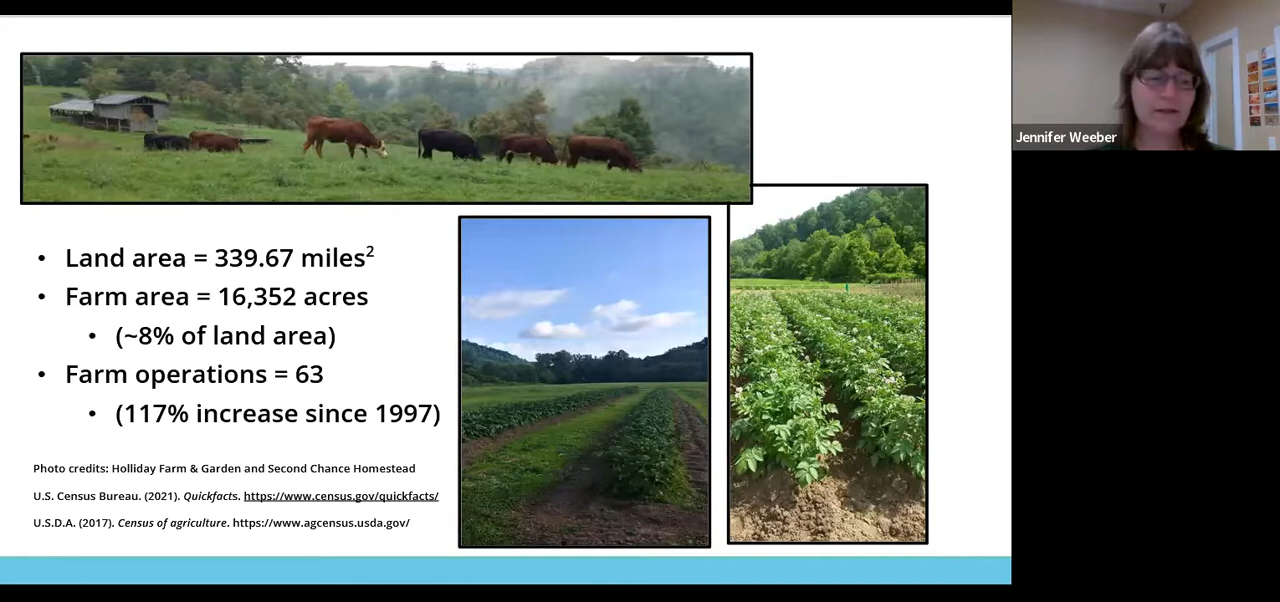 Jennifer Weeber
• Land area = 339.67 miles²
• Farm area = 16,352 acres
• (~8% of land area)
• Farm operations = 63
• (117% increase since 1997)
Photo credits: Holliday Farm & Garden and Second Chance Homestead
U.S. Census Bureau. (2021). Quickfacts. https://www.census.gov/quickfacts/
U.S.D.A. (2017). Census of agriculture. https://www.agcensus.usda.gov/